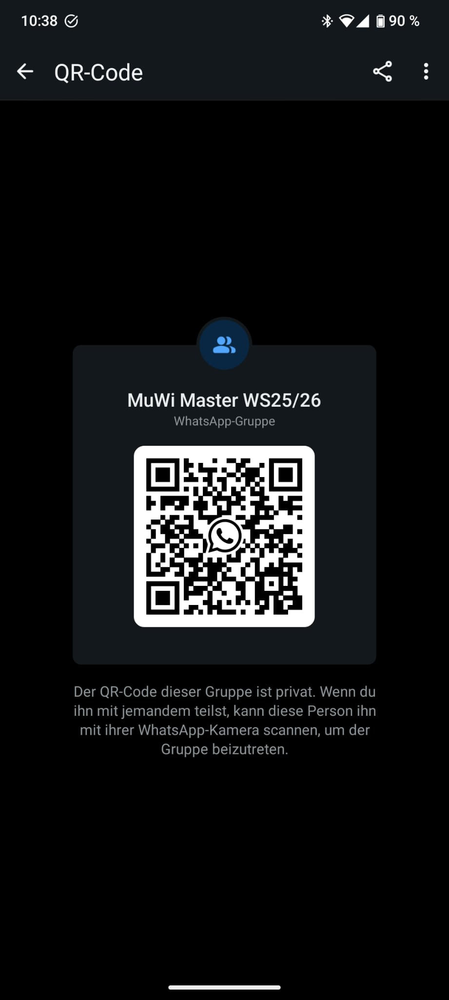 10:38
90 %
QR-Code
MuWi Master WS25/26
WhatsApp-Gruppe
Der QR-Code dieser Gruppe ist privat. Wenn du
ihn mit jemandem teilst, kann diese Person ihn
mit ihrer WhatsApp-Kamera scannen, um der
Gruppe beizutreten.